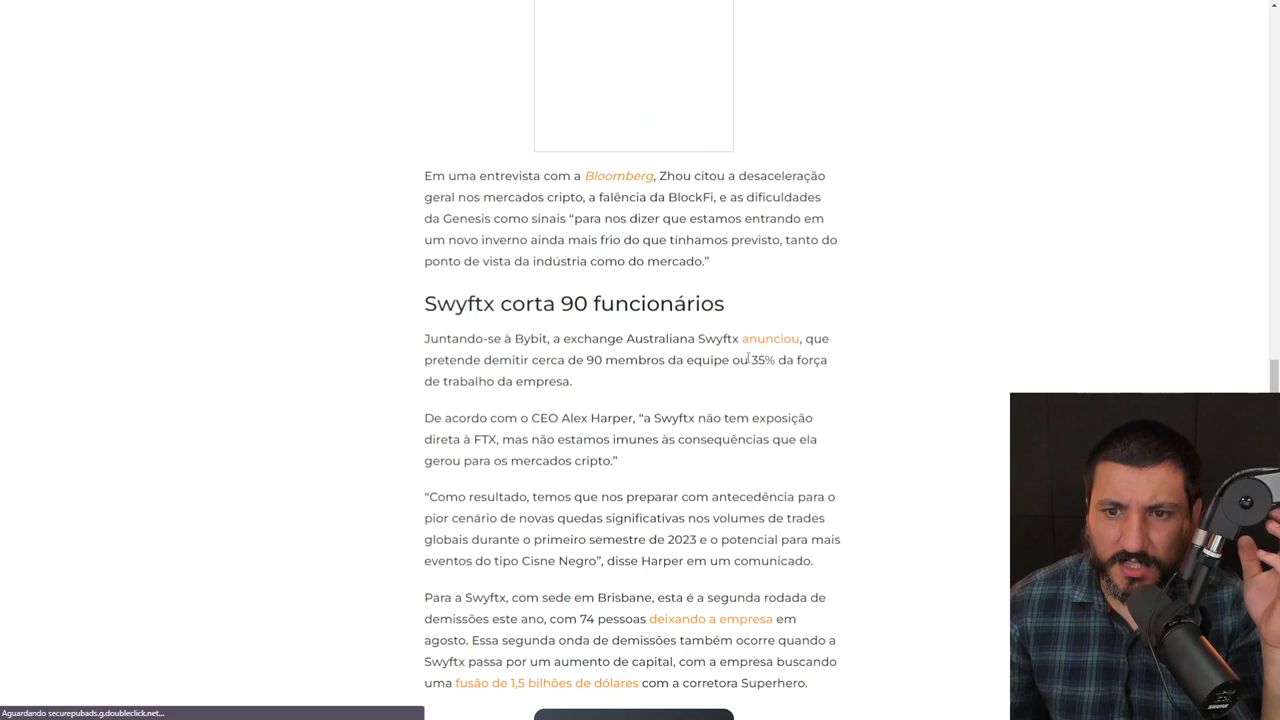 Em uma entrevista com a Bloomberg, Zhou citou a desaceleração
geral nos mercados cripto, a falência da BlockFi, e as dificuldades
da Genesis como sinais “para nos dizer que estamos entrando em
um novo inverno ainda mais frio do que tínhamos previsto, tanto do
ponto de vista da indústria como do mercado.”
Swyftx corta 90 funcionários
Juntando-se à Bybit, a exchange Australiana Swyftx anunciou, que
pretende demitir cerca de 90 membros da equipe ou 35% da força
de trabalho da empresa.
De acordo com o CEO Alex Harper, “a Swyftx não tem exposição
direta à FTX, mas não estamos imunes às consequências que ela
gerou para os mercados cripto.”
“Como resultado, temos que nos preparar com antecedência para o
pior cenário de novas quedas significativas nos volumes de trades
globais durante o primeiro semestre de 2023 e o potencial para mais
eventos do tipo Cisne Negro”, disse Harper em um comunicado.
Para a Swyftx, com sede em Brisbane, esta é a segunda rodada de
demissões este ano, com 74 pessoas deixando a empresa em
agosto. Essa segunda onda de demissões também ocorre quando a
Swyftx passa por um aumento de capital, com a empresa buscando
uma fusão de 1,5 bilhões de dólares com a corretora Superhero.
Aguardando securepubads.g.doubleclick.net...